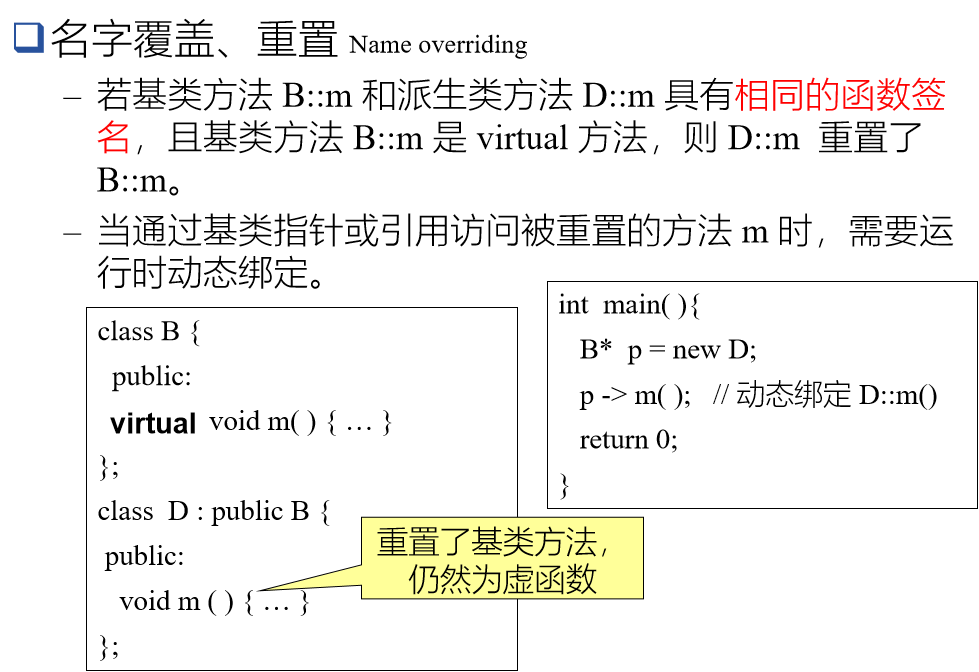 名字覆盖、重置 Name overriding
– 若基类方法 B::m 和派生类方法 D::m 具有相同的函数签
名，且基类方法 B::m 是 virtual 方法，则 D::m 重置了
B::m。
– 当通过基类指针或引用访问被重置的方法 m 时，需要运
行时动态绑定。
class B {
public:
virtual void m( ) { … }
};
class D : public B {
public:
void m ( ) { … }
};
重置了基类方法，
仍然为虚函数
int main( ){
B* p = new D;
p -> m( ); // 动态绑定 D::m()
return 0;
}